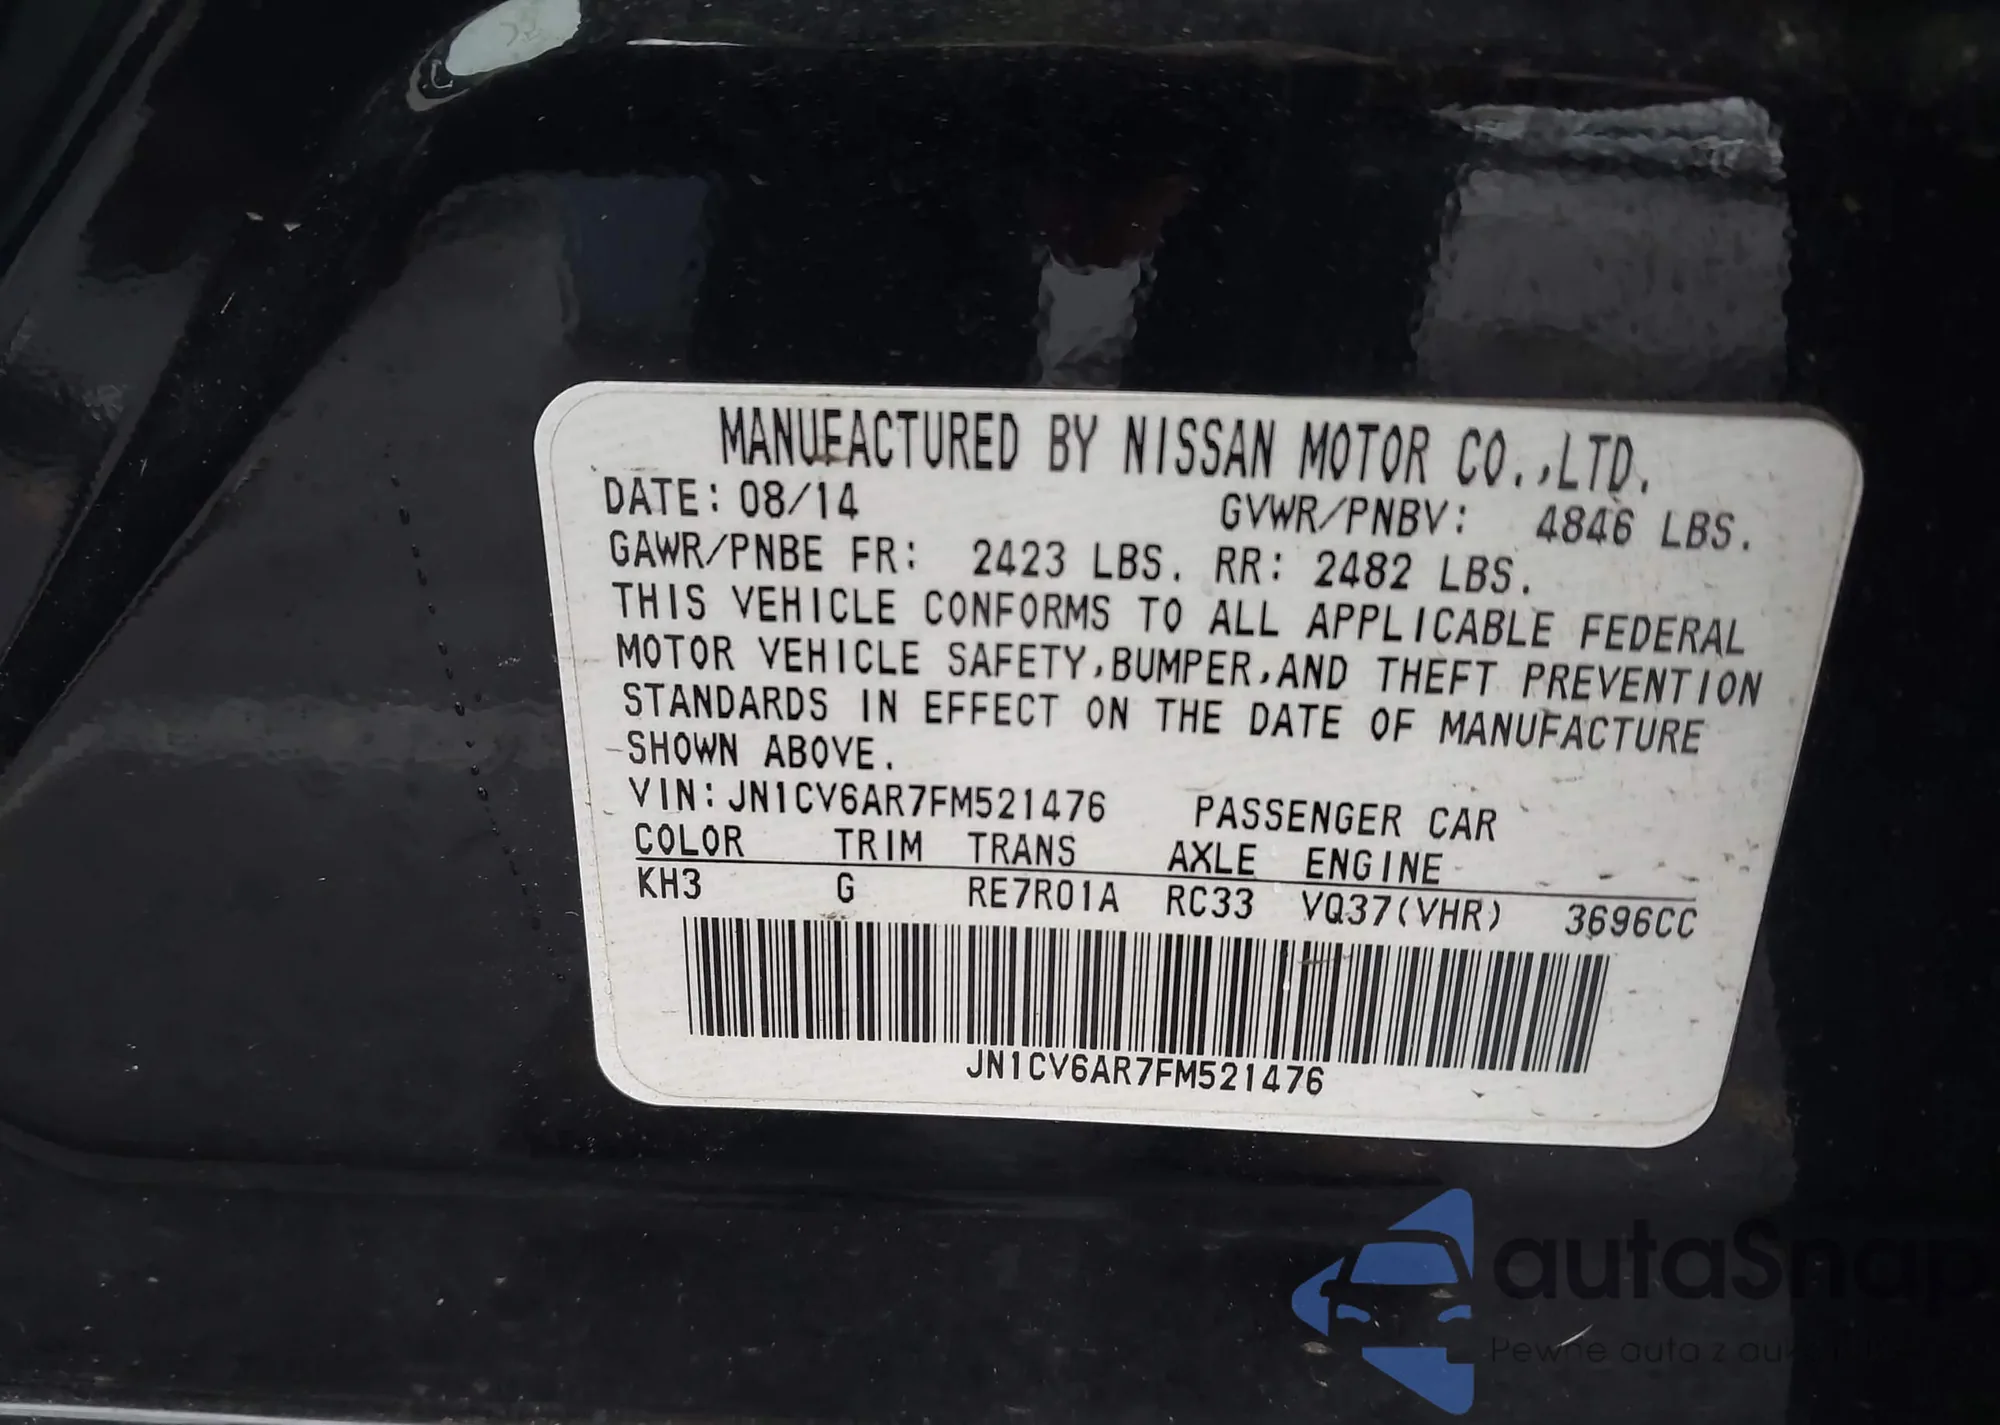 MANUFACTURED BY NISSAN MOTOR CO.,LTD.
DATE: 08/14 GVWR/PNBV: 4846 LBS.
GAWR/PNBE FR: 2423 LBS. RR: 2482 LBS.
THIS VEHICLE CONFORMS TO ALL APPLICABLE FEDERAL
MOTOR VEHICLE SAFETY,BUMPER,AND THEFT PREVENTION
STANDARDS IN EFFECT ON THE DATE OF MANUFACTURE
SHOWN ABOVE.
VIN: JN1CV6AR7FM521476 PASSENGER CAR
COLOR TRIM TRANS AXLE ENGINE
KH3 G RE7R01A RC33 VQ37(VHR) 3696CC
JN1CV6AR7FM521476
autaSnap
Pewne auta z